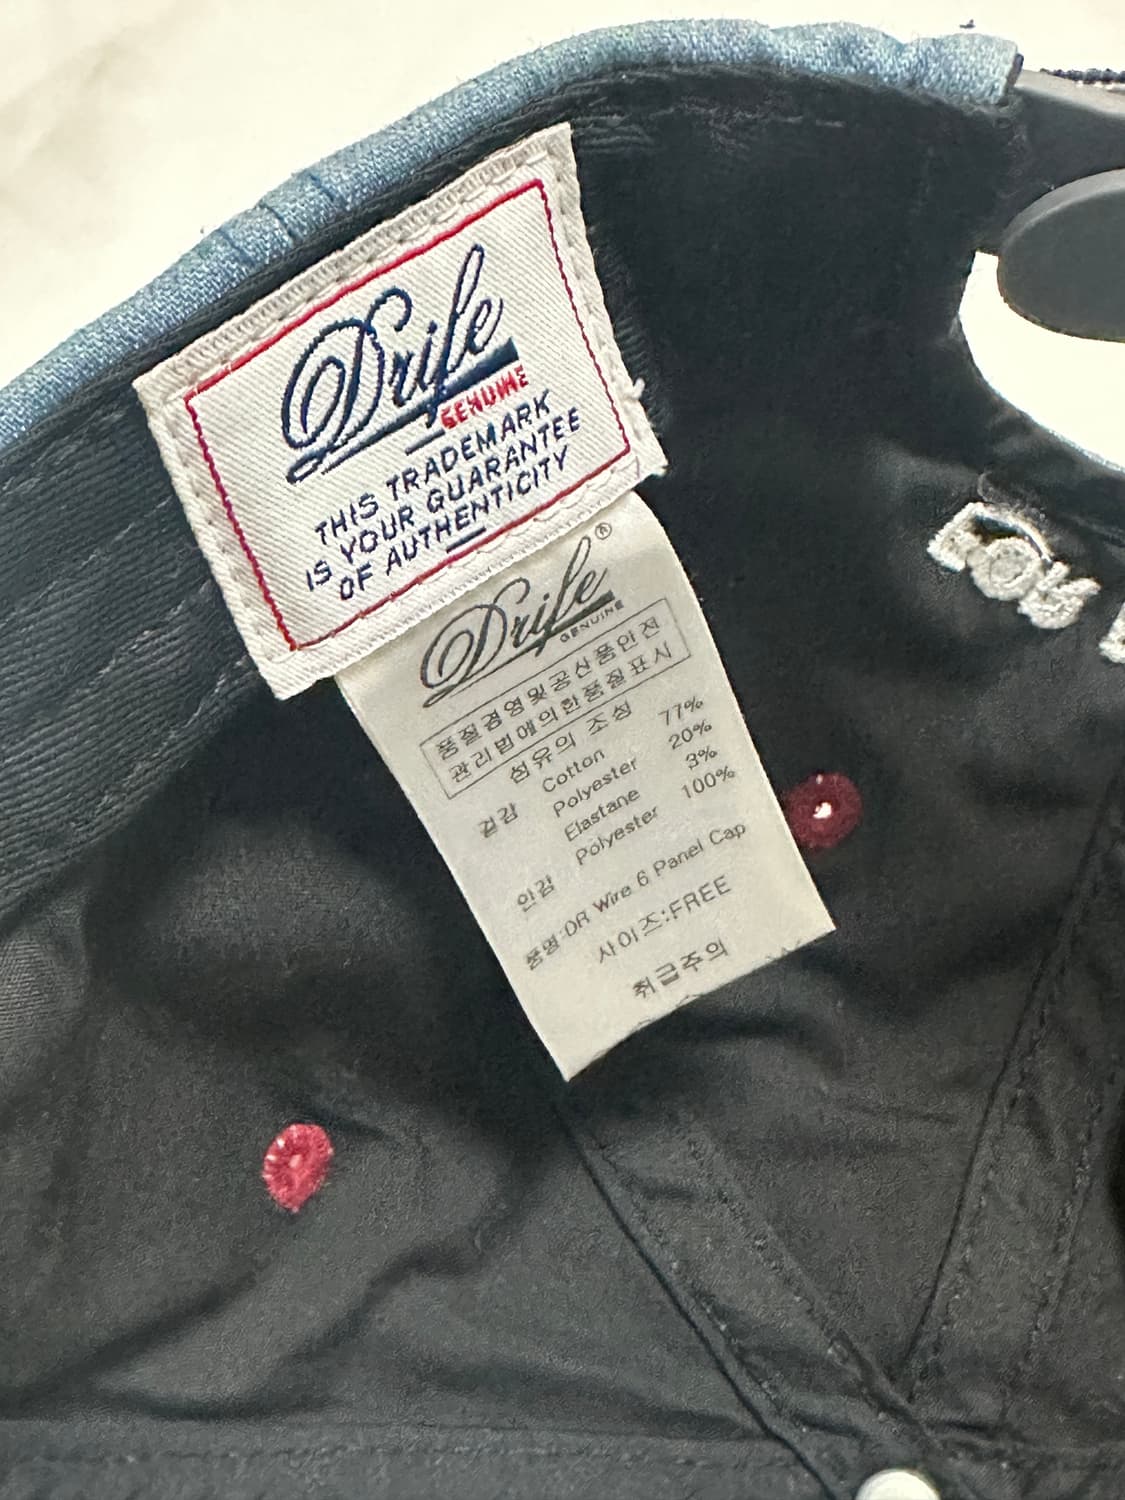 Drife
GENUINE
THIS TRADEMARK
IS YOUR GUARANTEE
OF AUTHENTICITY
Drife®
GENUINE
품질경영및공산품안전
관리법에의한품질표시
섬유의 조성
겉감 Cotton 77%
Polyester 20%
Elastane 3%
안감 Polyester 100%
품명:DR Wire 6 Panel Cap
사이즈:FREE
취급주의